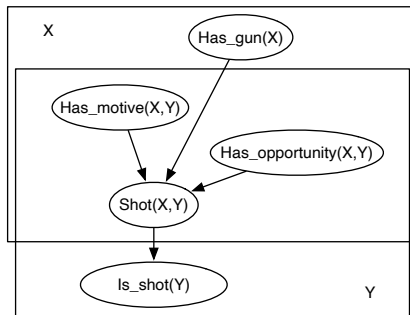 X
Has_gun(X)
Has_motive(X,Y)
Has_opportunity(X,Y)
Shot(X,Y)
Is_shot(Y)
Y